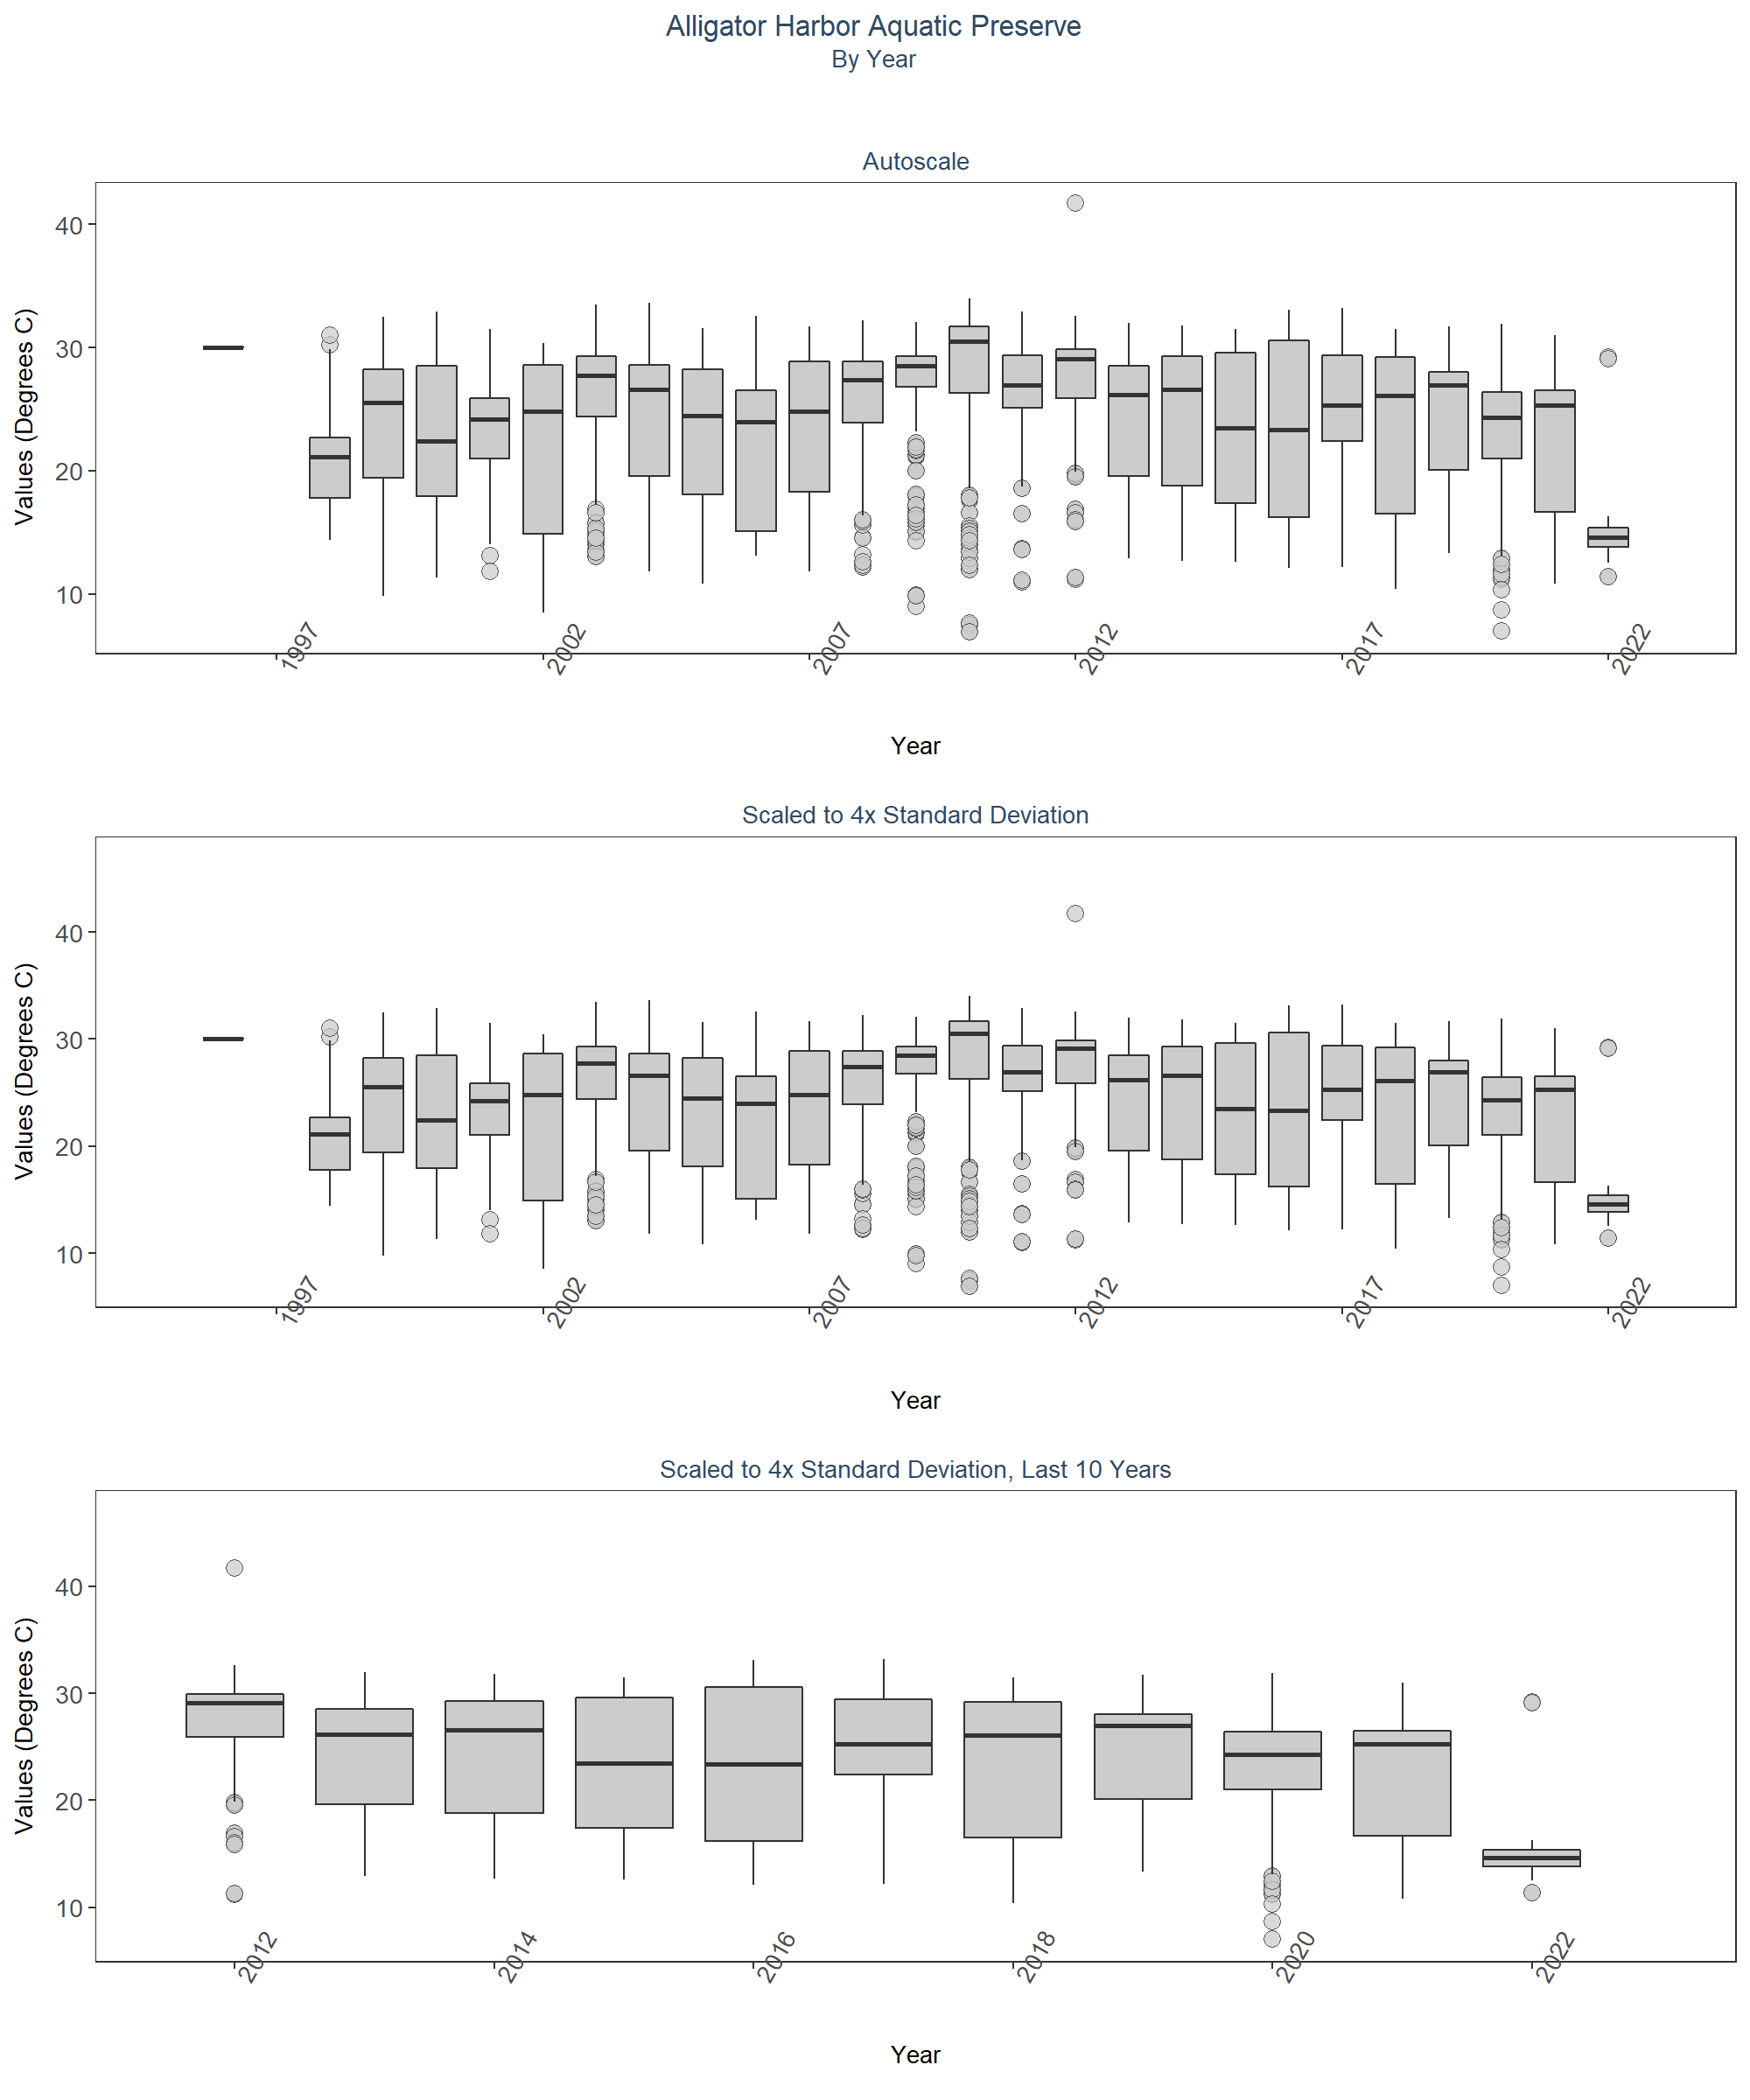 Alligator Harbor Aquatic Preserve
By Year
Autoscale
Values (Degrees C)
40
30
20
10
1997
2002
2007
2012
2017
2022
Year
Scaled to 4x Standard Deviation
Values (Degrees C)
40
30
20
10
1997
2002
2007
2012
2017
2022
Year
Scaled to 4x Standard Deviation, Last 10 Years
Values (Degrees C)
40
30
20
10
2012
2014
2016
2018
2020
2022
Year